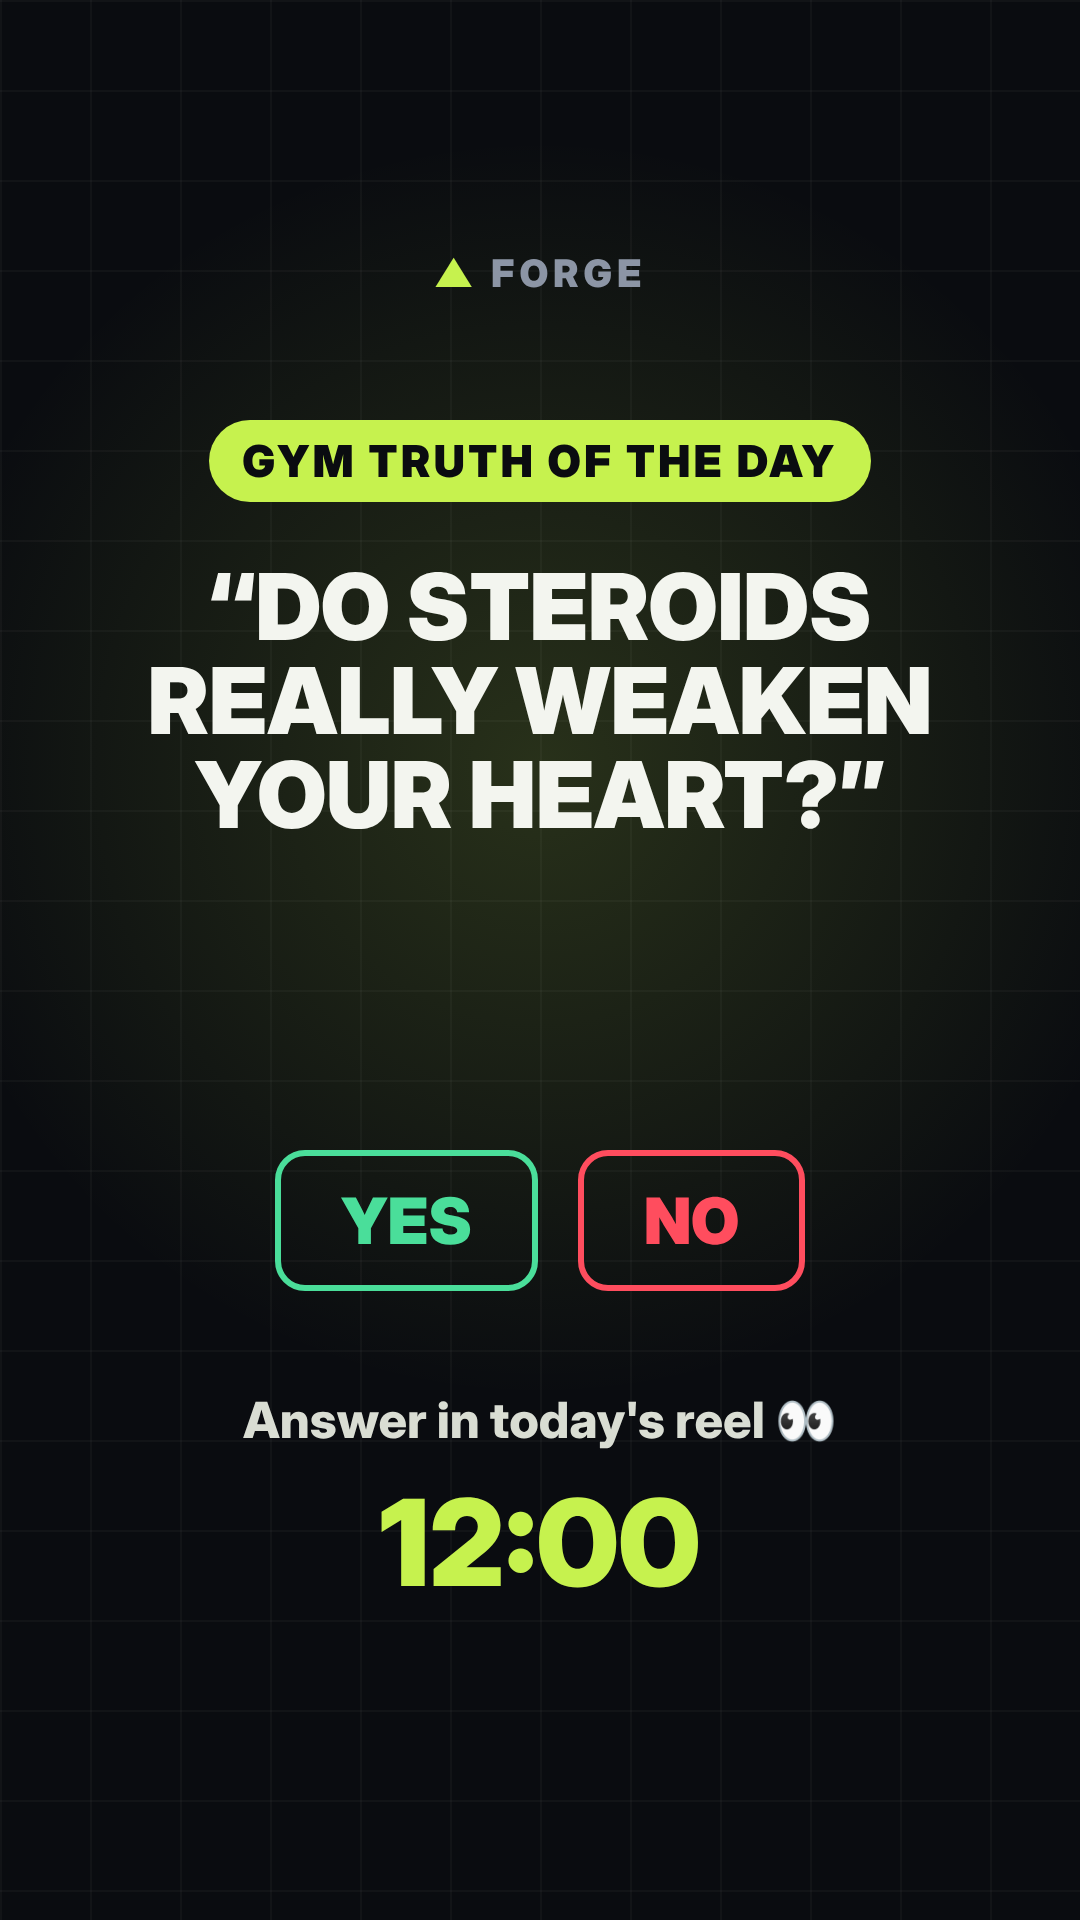 FORGE
GYM TRUTH OF THE DAY
“DO STEROIDS
REALLY WEAKEN
YOUR HEART?”
YES
NO
Answer in today's reel 👀
12:00